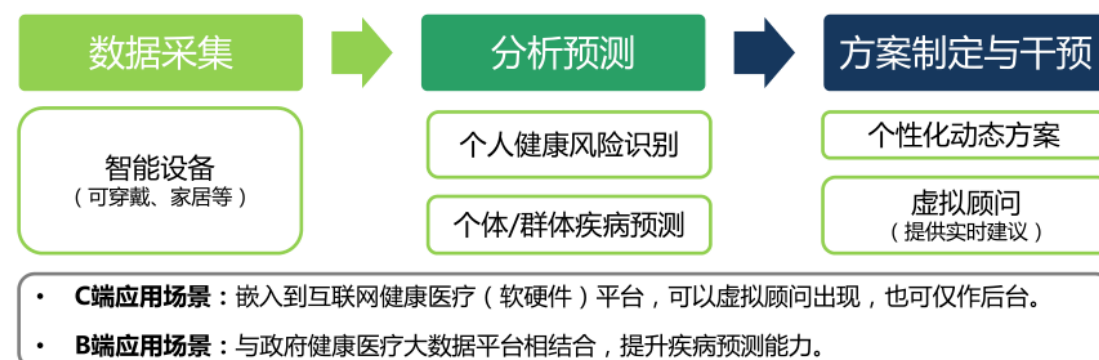 数据采集
分析预测
方案制定与干预
智能设备
（可穿戴、家居等）
个人健康风险识别
个体/群体疾病预测
个性化动态方案
虚拟顾问
（提供实时建议）
• C端应用场景：嵌入到互联网健康医疗（软硬件）平台，可以虚拟顾问出现，也可仅作后台。
• B端应用场景：与政府健康医疗大数据平台相结合，提升疾病预测能力。